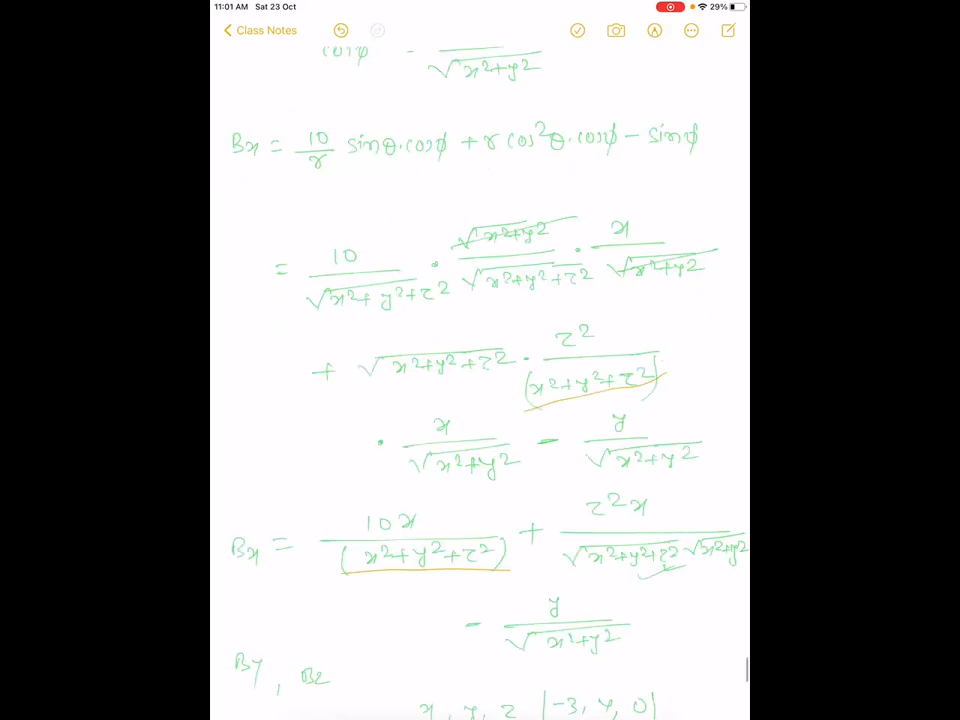 11:01 AM Sat 23 Oct
29%
Class Notes
cosϕ - √x²+y²
Bx = 10/r sinθ·cosϕ + r cos²θ·cosϕ - sinϕ
= 10/√x²+y²+z² · √x²+y²/√x²+y²+z² · x/√x²+y²
+ √x²+y²+z² · z²/(x²+y²+z²)
· x/√x²+y² - y/√x²+y²
Bx = 10x/(x²+y²+z²) + z²x/√x²+y²+z² √x²+y²
- y/√x²+y²
By, Bz
x, y, z (-3, 4, 0)